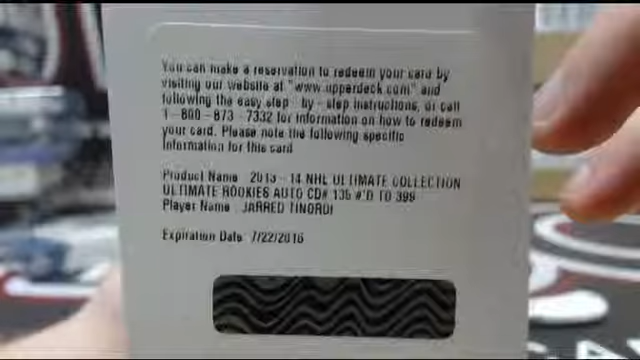 You can make a reservation to redeem your card by
visiting our website at "www.upperdeck.com" and
following the easy step - by - step instructions, or call
1-800-873-7332 for information on how to redeem
your card. Please note the following specific
information for this card
Product Name 2013 - 14 NHL ULTIMATE COLLECTION
ULTIMATE ROOKIES AUTO CD# 135 #'D TO 399
Player Name JARRED TINORDI
Expiration Date 7/22/2016